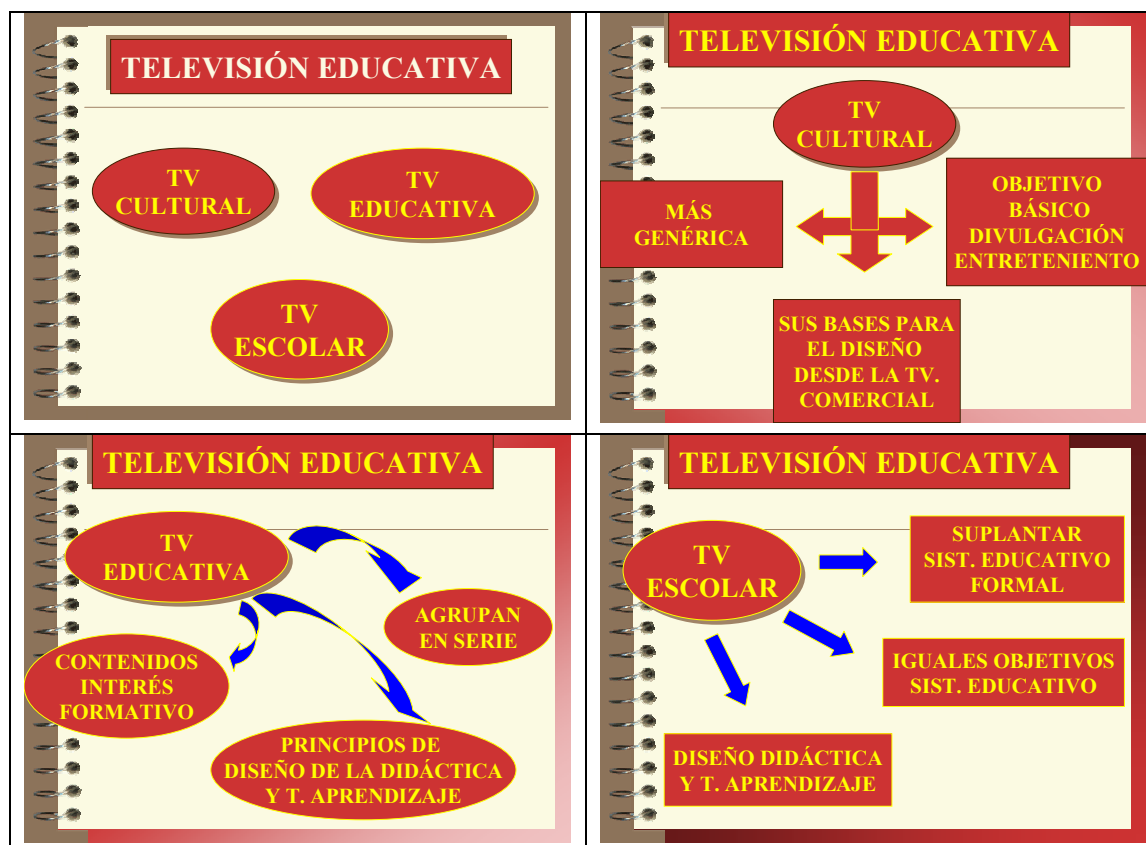 TELEVISIÓN EDUCATIVA
TV
CULTURAL
TV
EDUCATIVA
TV
ESCOLAR
TELEVISIÓN EDUCATIVA
TV
CULTURAL
MÁS
GENÉRICA
OBJETIVO
BÁSICO
DIVULGACIÓN
ENTRETENIENTO
SUS BASES PARA
EL DISEÑO
DESDE LA TV.
COMERCIAL
TELEVISIÓN EDUCATIVA
TV
EDUCATIVA
AGRUPAN
EN SERIE
CONTENIDOS
INTERÉS
FORMATIVO
PRINCIPIOS DE
DISEÑO DE LA DIDÁCTICA
Y T. APRENDIZAJE
TELEVISIÓN EDUCATIVA
TV
ESCOLAR
SUPLANTAR
SIST. EDUCATIVO
FORMAL
IGUALES OBJETIVOS
SIST. EDUCATIVO
DISEÑO DIDÁCTICA
Y T. APRENDIZAJE